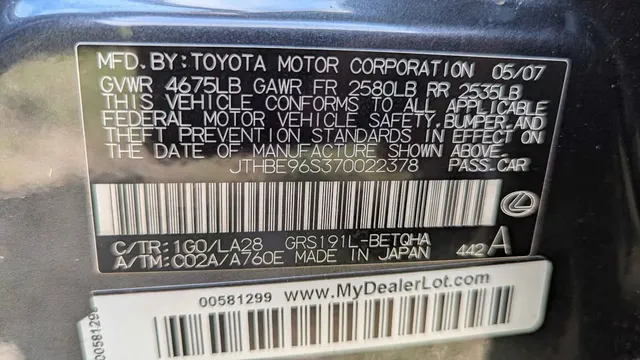 MFD.BY:TOYOTA MOTOR CORPORATION 05/07
GVWR 4675LB GAWR FR 2580LB RR 2535LB
THIS VEHICLE CONFORMS TO ALL APPLICABLE
FEDERAL MOTOR VEHICLE SAFETY,BUMPER,AND
THEFT PREVENTION STANDARDS IN EFFECT ON
THE DATE OF MANUFACTURE SHOWN ABOVE.
JTHBE96S370022378 PASS.CAR
C/TR:1G0/LA28 GRS191L-BETQHA
A/TM:C02A/A760E MADE IN JAPAN 442 A
00581299 www.MyDealerLot.com
00581299
00581299